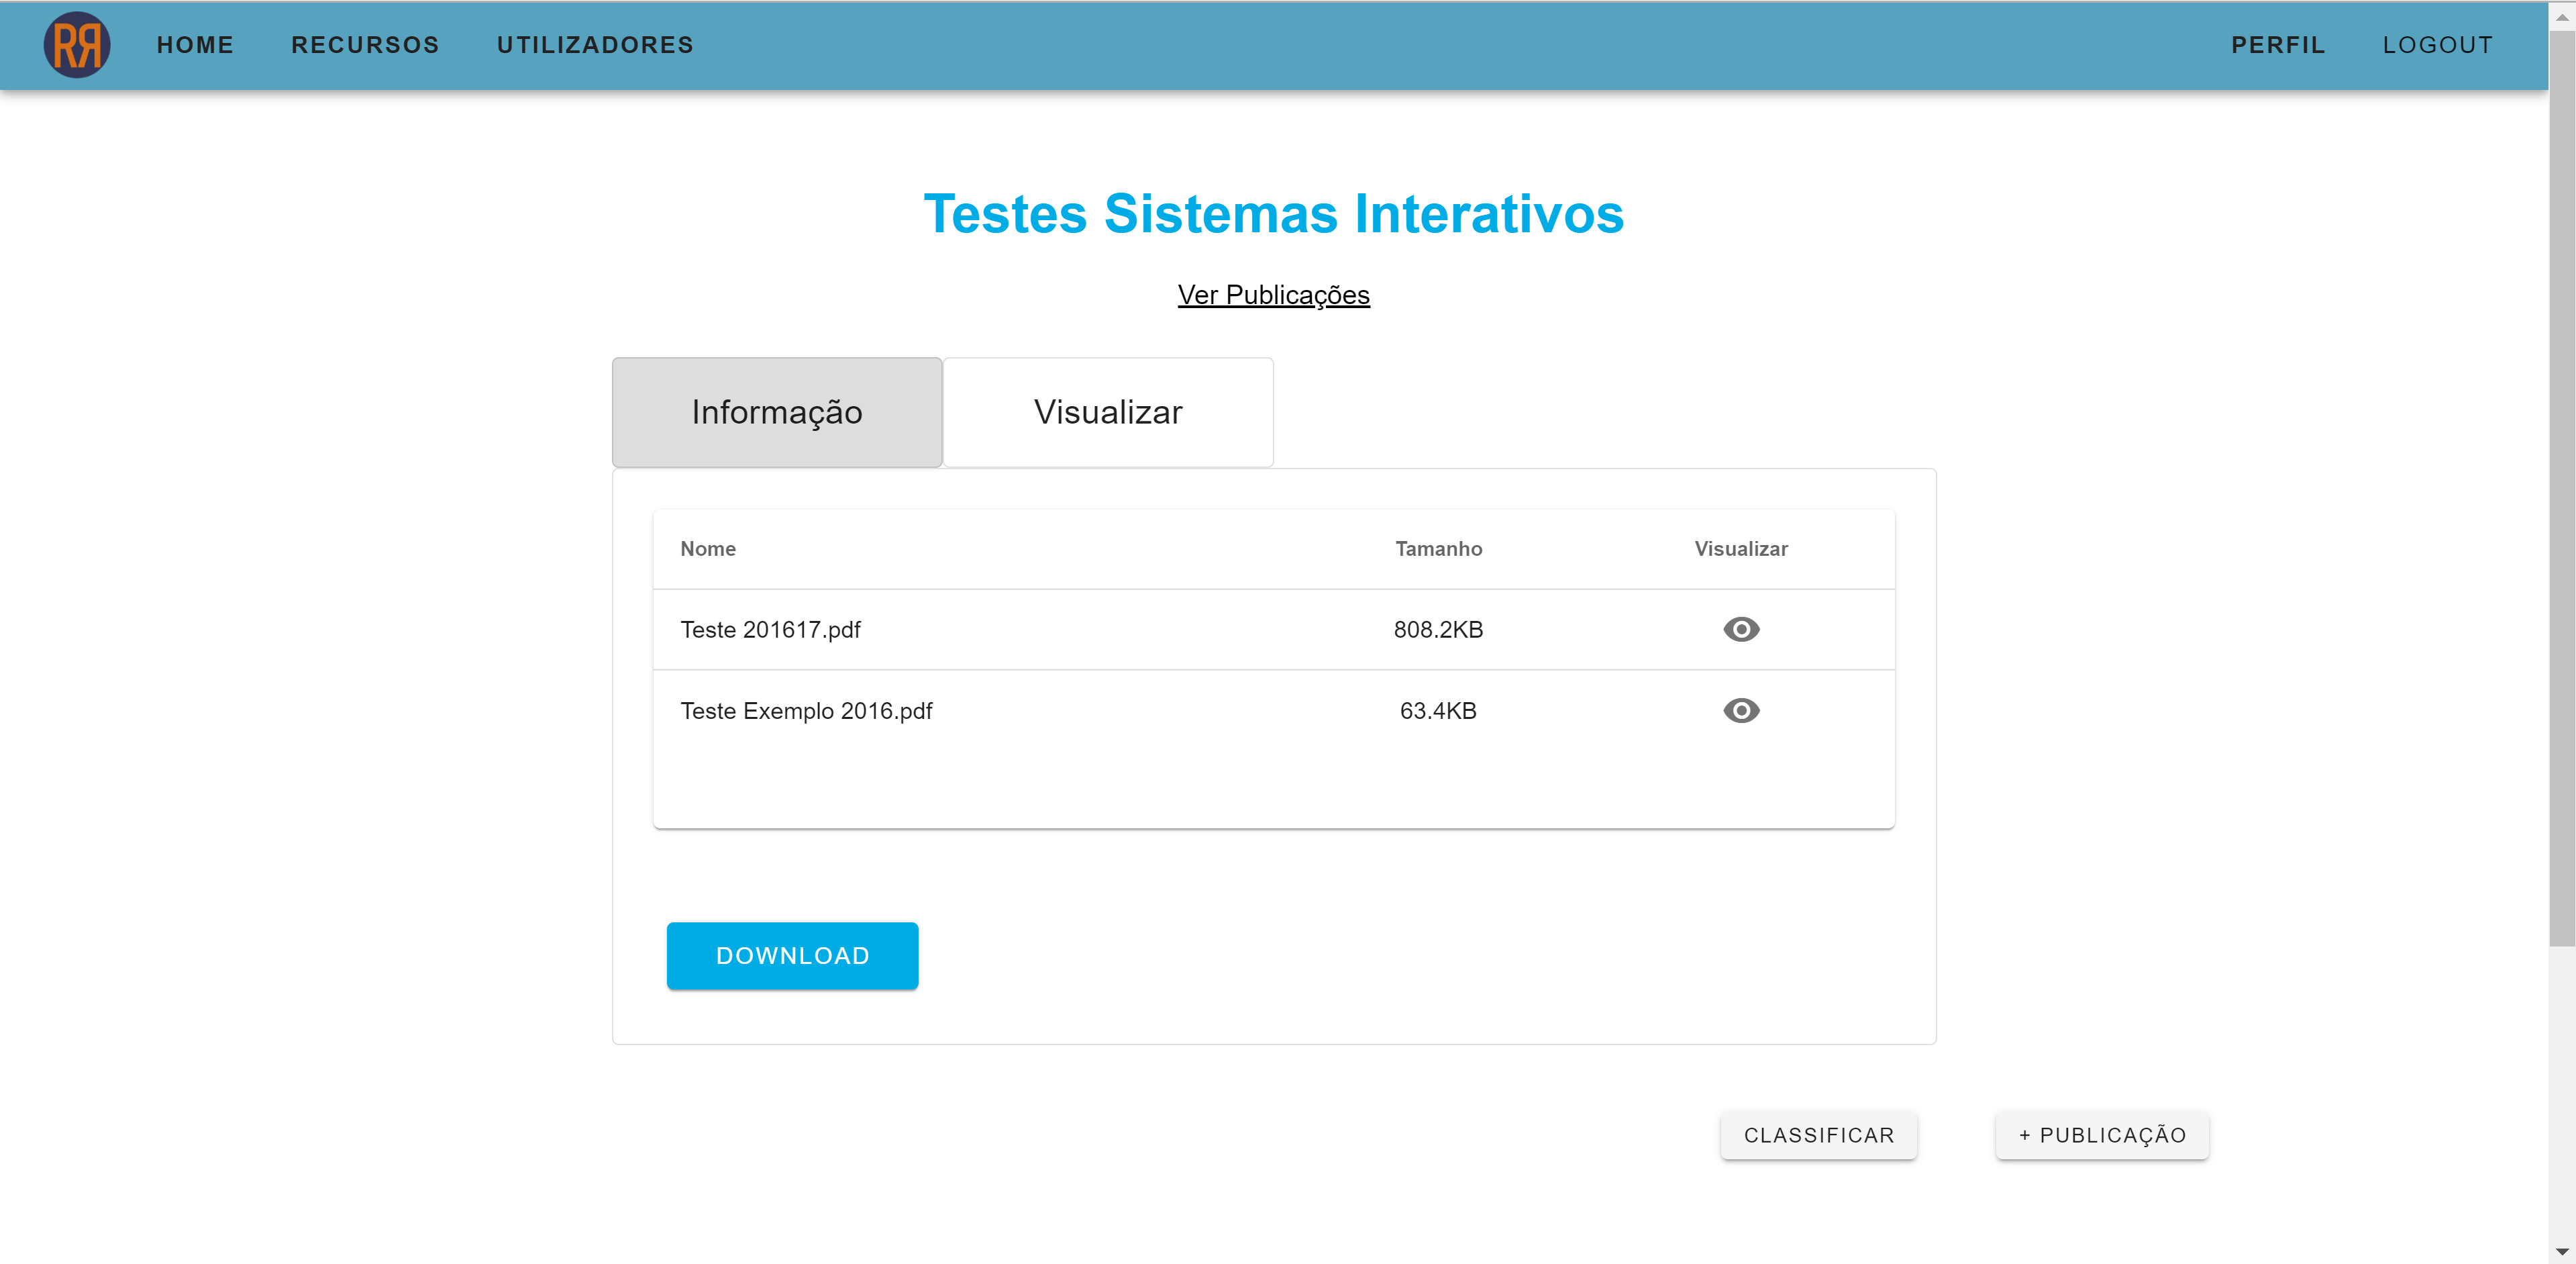 HOME RECURSOS UTILIZADORES PERFIL LOGOUT
Testes Sistemas Interativos
Ver Publicações
Informação Visualizar
Nome Tamanho Visualizar
Teste 201617.pdf 808.2KB
Teste Exemplo 2016.pdf 63.4KB
DOWNLOAD
CLASSIFICAR + PUBLICAÇÃO